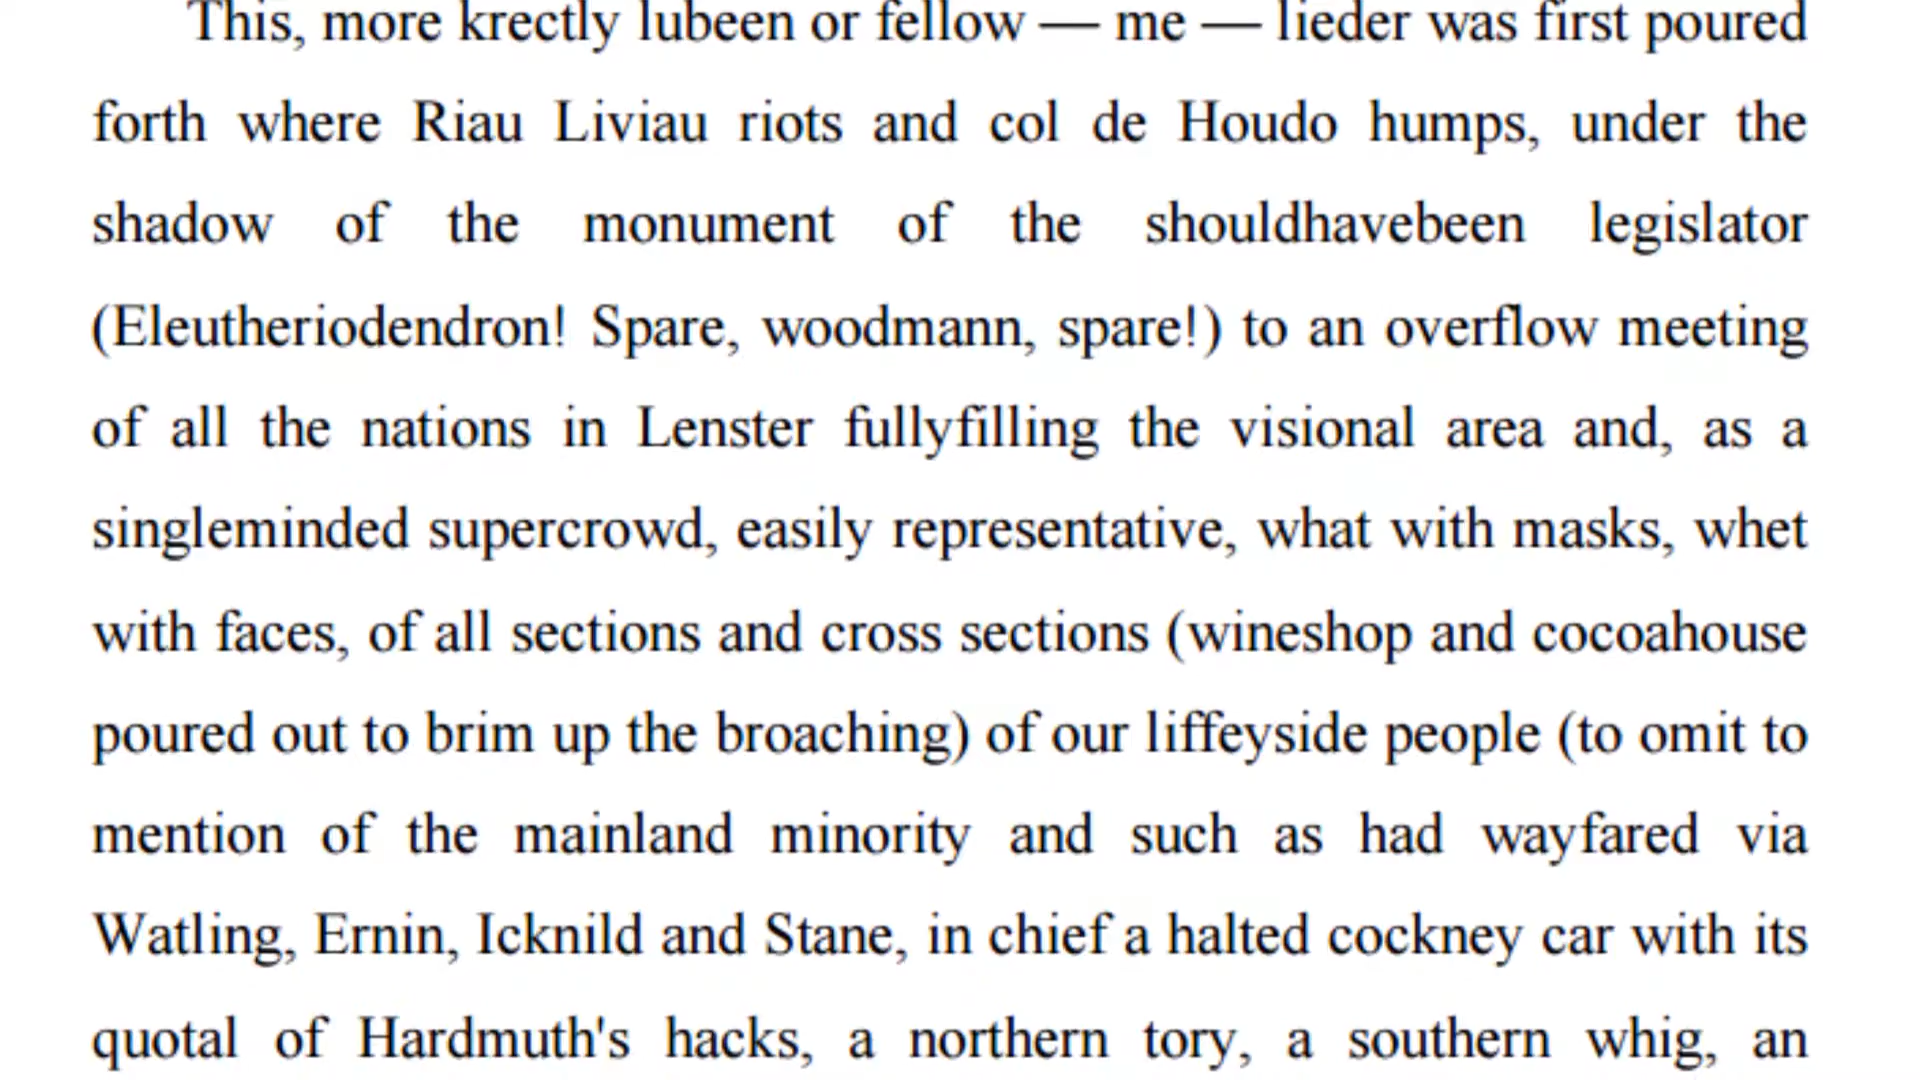 This, more krectly lubeen or fellow — me — lieder was first poured
forth where Riau Liviau riots and col de Houdo humps, under the
shadow of the monument of the shouldhavebeen legislator
(Eleutheriodendron! Spare, woodmann, spare!) to an overflow meeting
of all the nations in Lenster fullyfilling the visional area and, as a
singleminded supercrowd, easily representative, what with masks, whet
with faces, of all sections and cross sections (wineshop and cocoahouse
poured out to brim up the broaching) of our liffeyside people (to omit to
mention of the mainland minority and such as had wayfared via
Watling, Ernin, Icknild and Stane, in chief a halted cockney car with its
quotal of Hardmuth's hacks, a northern tory, a southern whig, an